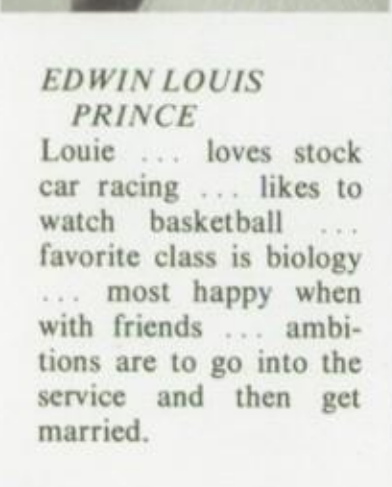 EDWIN LOUIS
PRINCE
Louie ... loves stock
car racing ... likes to
watch basketball ...
favorite class is biology
... most happy when
with friends ... ambi-
tions are to go into the
service and then get
married.